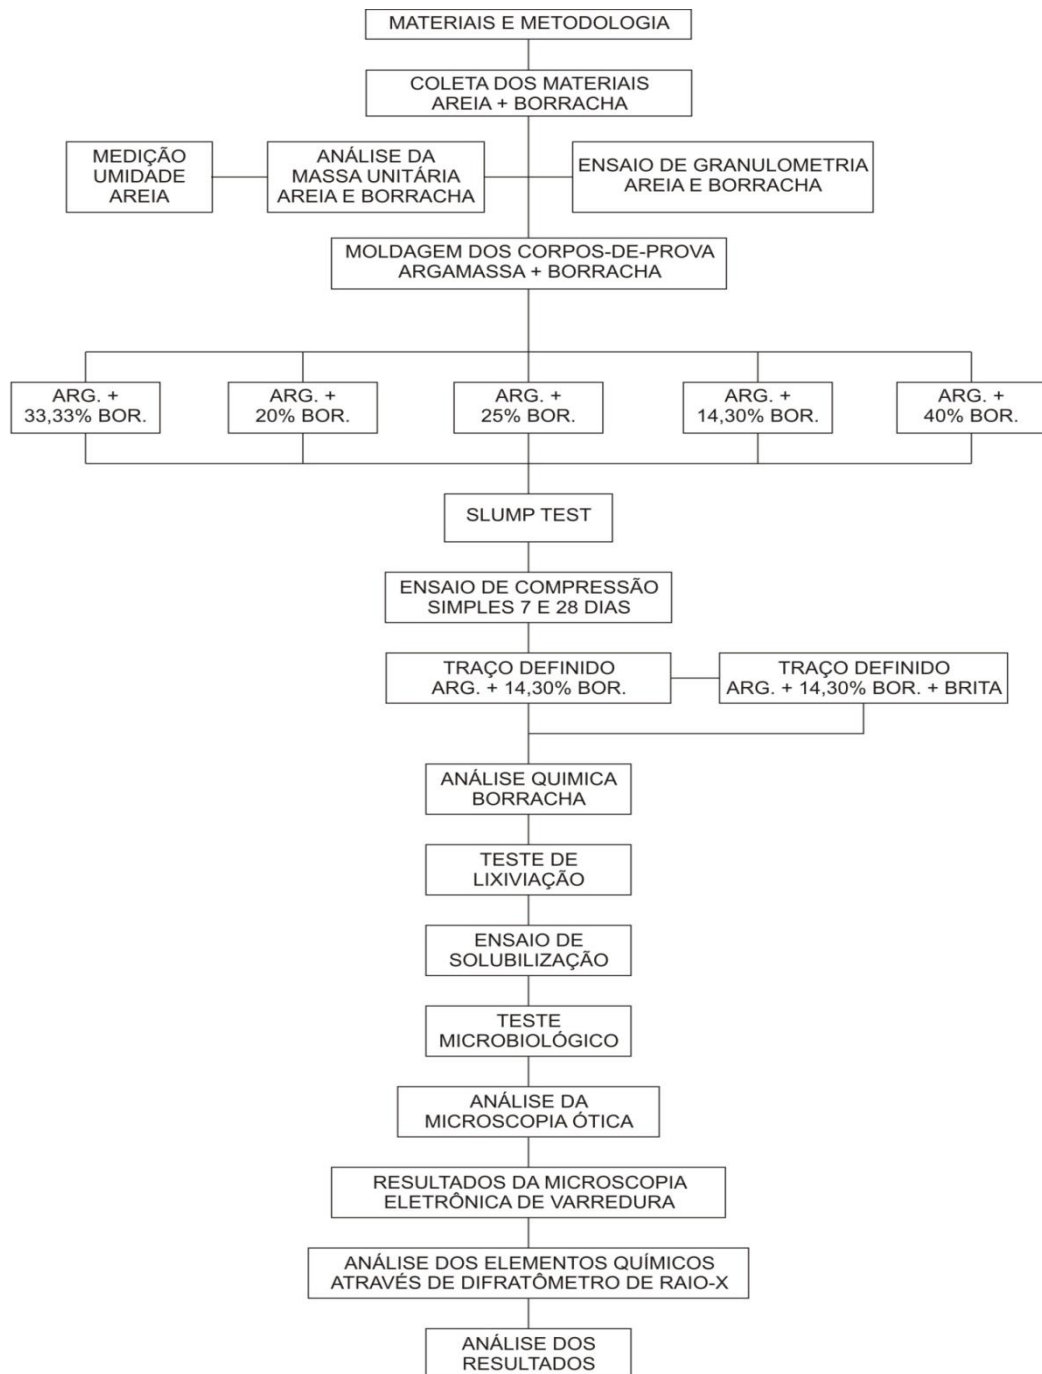 MATERIAIS E METODOLOGIA
COLETA DOS MATERIAIS
AREIA + BORRACHA
MEDIÇÃO
UMIDADE
AREIA
ANÁLISE DA
MASSA UNITÁRIA
AREIA E BORRACHA
ENSAIO DE GRANULOMETRIA
AREIA E BORRACHA
MOLDAGEM DOS CORPOS-DE-PROVA
ARGAMASSA + BORRACHA
ARG. +
33,33% BOR.
ARG. +
20% BOR.
ARG. +
25% BOR.
ARG. +
14,30% BOR.
ARG. +
40% BOR.
SLUMP TEST
ENSAIO DE COMPRESSÃO
SIMPLES 7 E 28 DIAS
TRAÇO DEFINIDO
ARG. + 14,30% BOR.
TRAÇO DEFINIDO
ARG. + 14,30% BOR. + BRITA
ANÁLISE QUIMICA
BORRACHA
TESTE DE
LIXIVIAÇÃO
ENSAIO DE
SOLUBILIZAÇÃO
TESTE
MICROBIOLÓGICO
ANÁLISE DA
MICROSCOPIA ÓTICA
RESULTADOS DA MICROSCOPIA
ELETRÔNICA DE VARREDURA
ANÁLISE DOS ELEMENTOS QUÍMICOS
ATRAVÉS DE DIFRATÔMETRO DE RAIO-X
ANÁLISE DOS
RESULTADOS